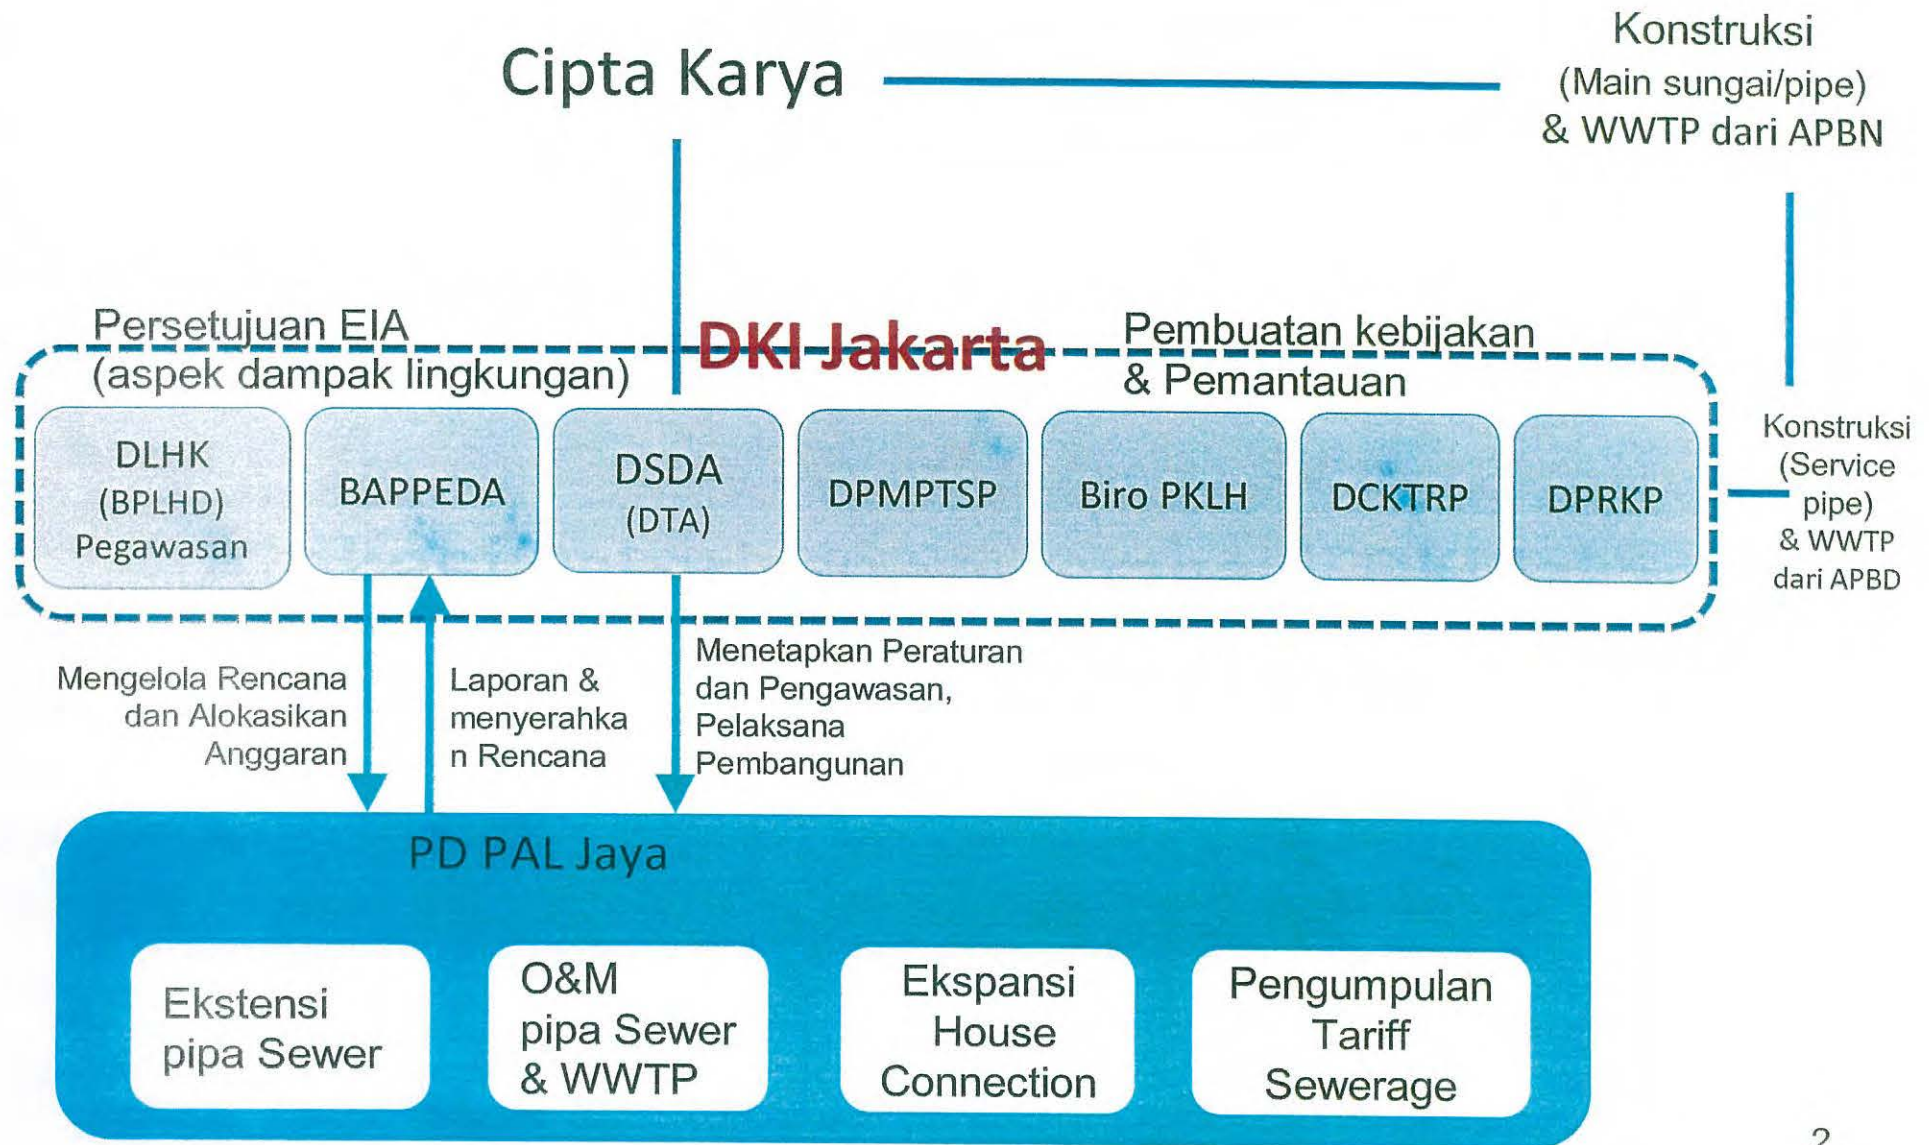 Cipta Karya
Konstruksi
(Main sungai/pipe)
& WWTP dari APBN
Persetujuan EIA
(aspek dampak lingkungan)
DKI Jakarta
Pembuatan kebijakan
& Pemantauan
DLHK
(BPLHD)
Pegawasan
BAPPEDA
DSDA
(DTA)
DPMPTSP
Biro PKLH
DCKTRP
DPRKP
Konstruksi
(Service
pipe)
& WWTP
dari APBD
Mengelola Rencana
dan Alokasikan
Anggaran
Laporan &
menyerahka
n Rencana
Menetapkan Peraturan
dan Pengawasan,
Pelaksana
Pembangunan
PD PAL Jaya
Ekstensi
pipa Sewer
O&M
pipa Sewer
& WWTP
Ekspansi
House
Connection
Pengumpulan
Tariff
Sewerage
2